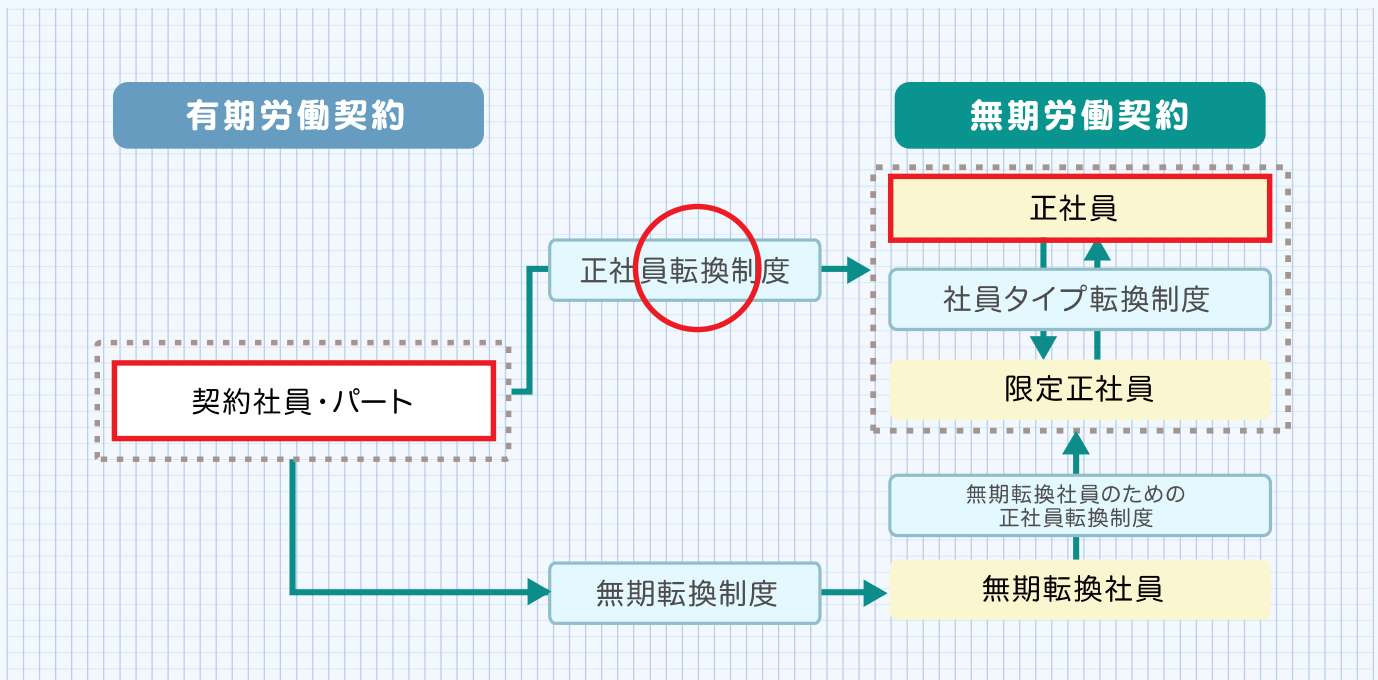 有期労働契約
無期労働契約
正社員
正社員転換制度
社員タイプ転換制度
限定正社員
契約社員・パート
無期転換社員のための
正社員転換制度
無期転換制度
無期転換社員